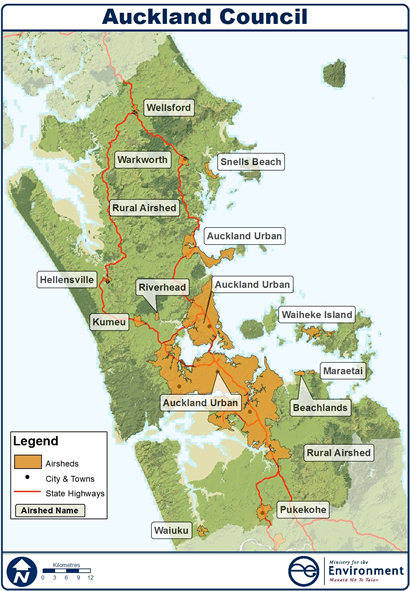 Auckland Council
Wellsford
Warkworth
Snells Beach
Rural Airshed
Auckland Urban
Hellensville
Riverhead
Auckland Urban
Kumeu
Waiheke Island
Maraetai
Auckland Urban
Beachlands
Rural Airshed
Pukekohe
Waiuku
Legend
Airsheds
City & Towns
State Highways
Airshed Name
N
Kilometres
0 3 6 9 12
Ministry for the
Environment
Manatū Mō Te Taiao